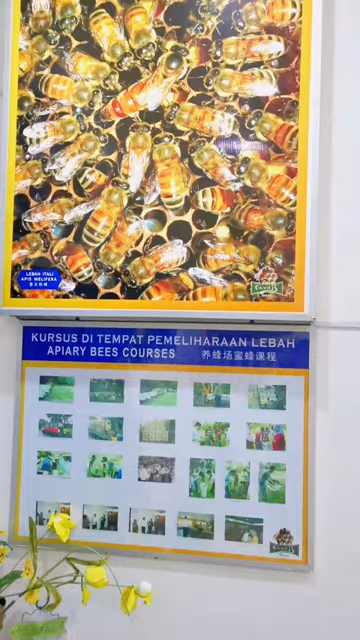 LEBAH ITALI
APIS MELIFERA
意大利蜂
KURSUS DI TEMPAT PEMELIHARAAN LEBAH
APIARY BEES COURSES 养蜂场蜜蜂课程